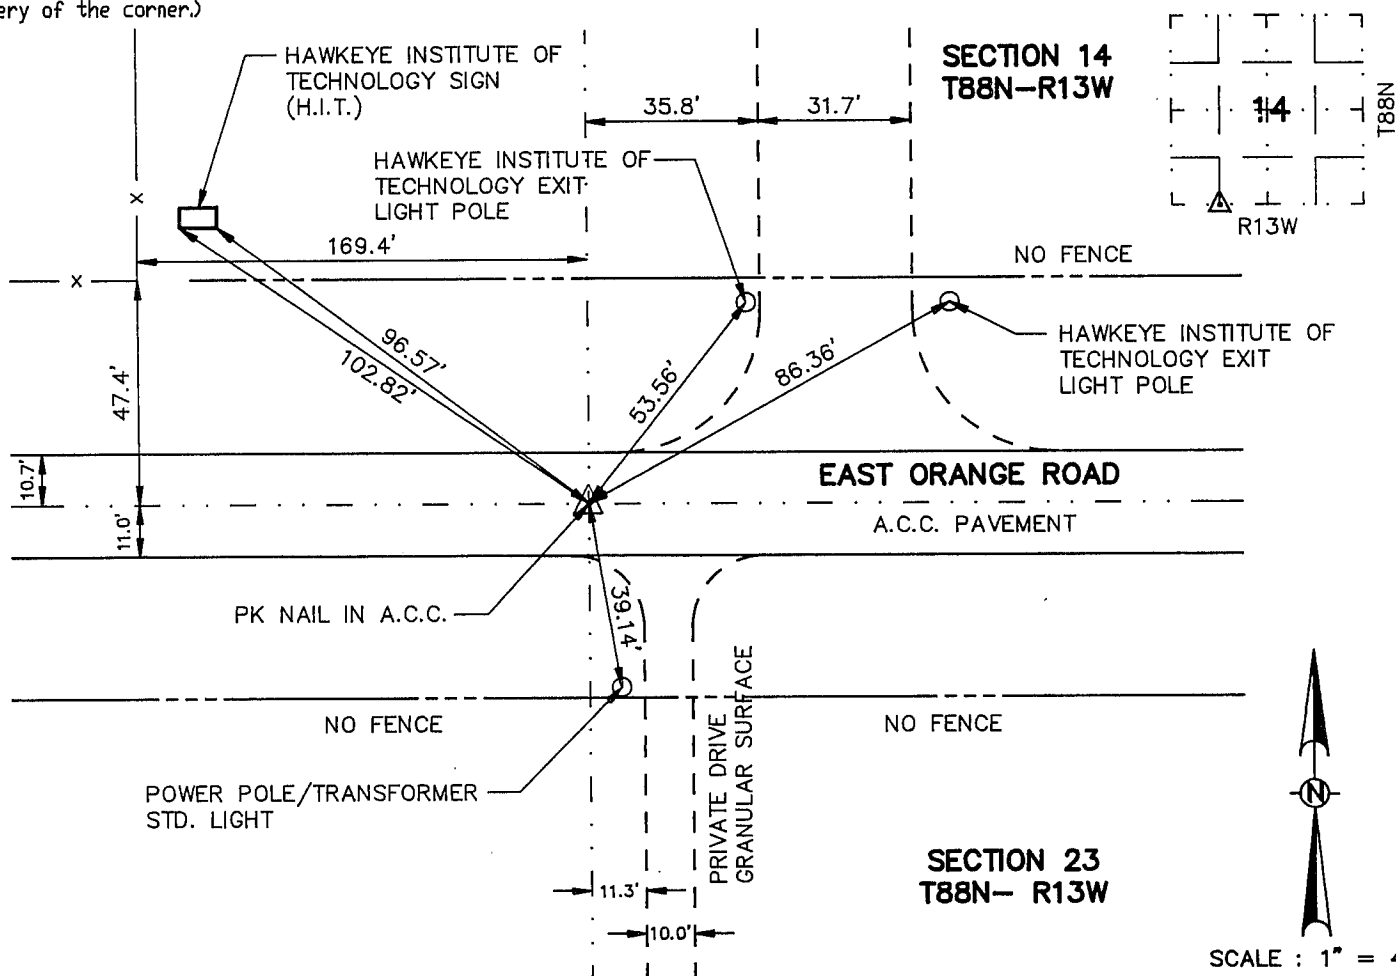 of the corner.)
HAWKEYE INSTITUTE OF
TECHNOLOGY SIGN
(H.I.T.)
SECTION 14
T88N-R13W
14
T88N
R13W
35.8'
31.7'
HAWKEYE INSTITUTE OF
TECHNOLOGY EXIT
LIGHT POLE
x
169.4'
NO FENCE
x
HAWKEYE INSTITUTE OF
TECHNOLOGY EXIT
LIGHT POLE
96.57'
102.82'
53.56'
86.36'
47.4'
10.7'
EAST ORANGE ROAD
11.0'
A.C.C. PAVEMENT
PK NAIL IN A.C.C.
39.14'
NO FENCE
NO FENCE
POWER POLE/TRANSFORMER
STD. LIGHT
PRIVATE DRIVE
GRANULAR SURFACE
SECTION 23
T88N- R13W
11.3'
10.0'
N
SCALE : 1" =